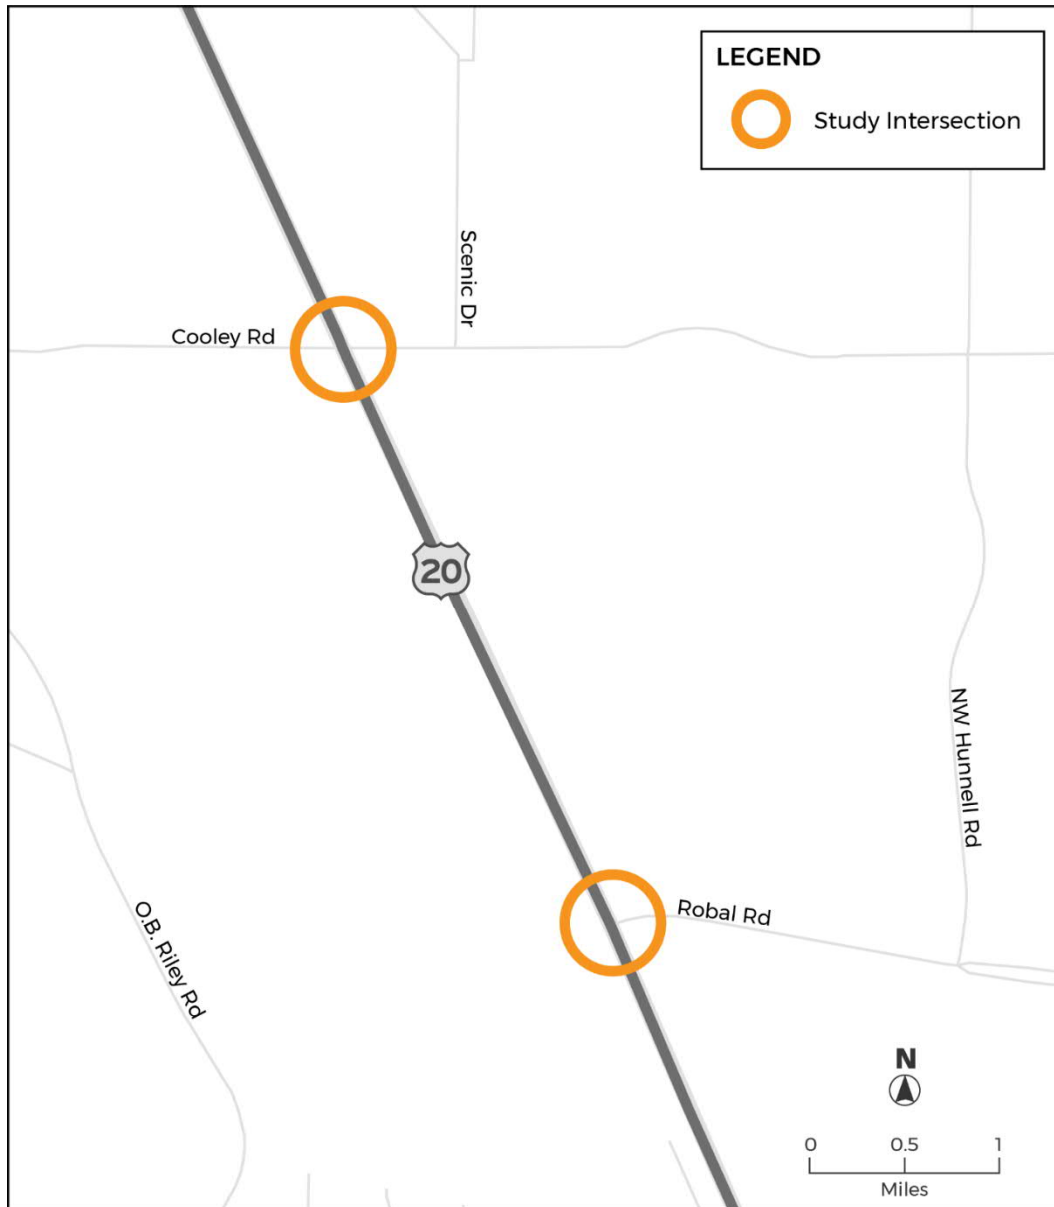 LEGEND
Study Intersection
Scenic Dr
Cooley Rd
20
NW Hunnell Rd
Robal Rd
O.B. Riley Rd
N
0 0.5 1
Miles